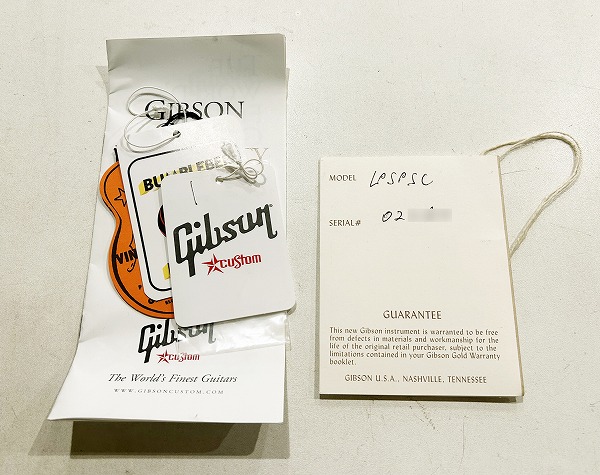 GIBSON
BUMBLEBE
VIN
Gibson
custom
Gibson
custom
The World's Finest Guitars
WWW.GIBSONCUSTOM.COM
MODEL LPSPSC
SERIAL# 02
GUARANTEE
This new Gibson instrument is warranted to be free
from defects in materials and workmanship for the
life of the original retail purchaser, subject to the
limitations contained in your Gibson Gold Warranty
booklet.
GIBSON U.S.A., NASHVILLE, TENNESSEE